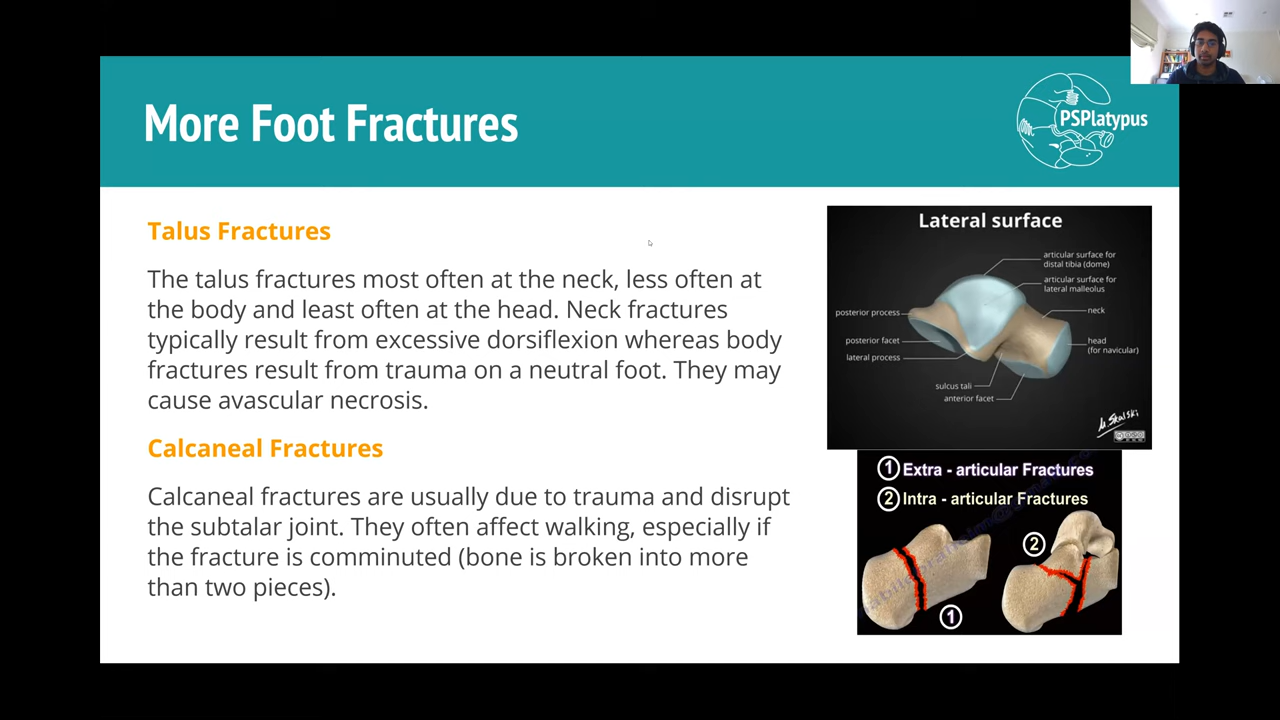 More Foot Fractures
PSPlatypus
Talus Fractures
The talus fractures most often at the neck, less often at
the body and least often at the head. Neck fractures
typically result from excessive dorsiflexion whereas body
fractures result from trauma on a neutral foot. They may
cause avascular necrosis.
Calcaneal Fractures
Calcaneal fractures are usually due to trauma and disrupt
the subtalar joint. They often affect walking, especially if
the fracture is comminuted (bone is broken into more
than two pieces).
Lateral surface
articular surface for
distal tibia (dome)
articular surface for
lateral malleolus
posterior process
neck
posterior facet
head
(for navicular)
lateral process
sulcus tali
anterior facet
M. Skalski
1 Extra - articular Fractures
2 Intra - articular Fractures
2
1